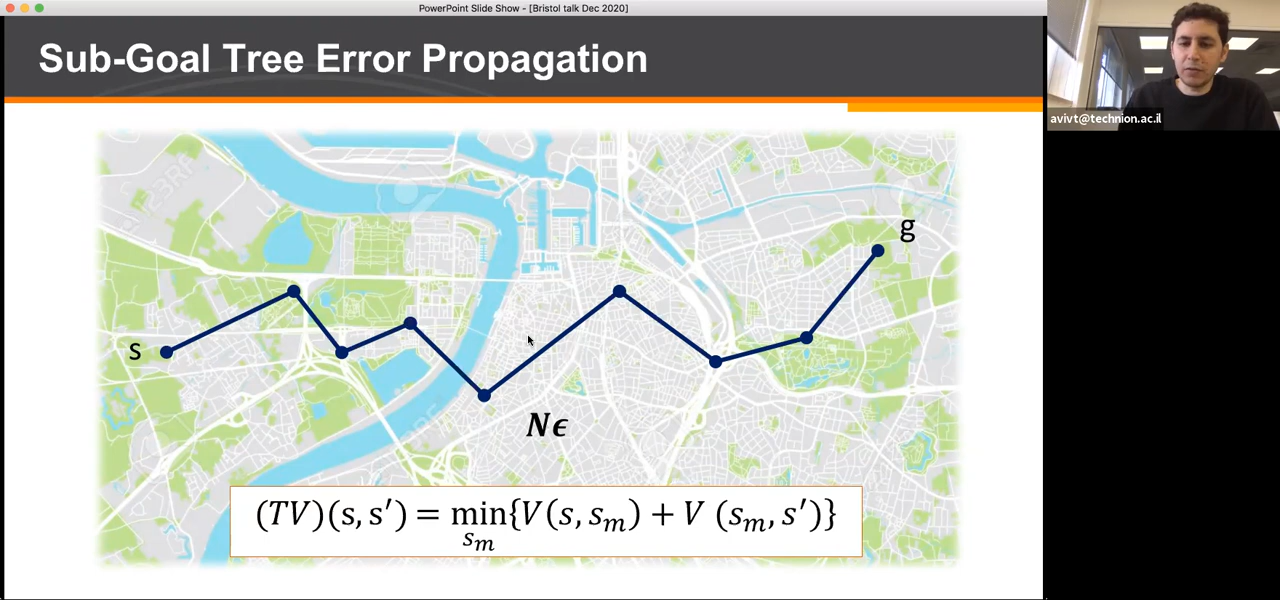 PowerPoint Slide Show - [Bristol talk Dec 2020]
Sub-Goal Tree Error Propagation
avivt@technion.ac.il
g
s
Nϵ
(TV)(s, s′) = min{V(s, sₘ) + V (sₘ, s′)}
sₘ